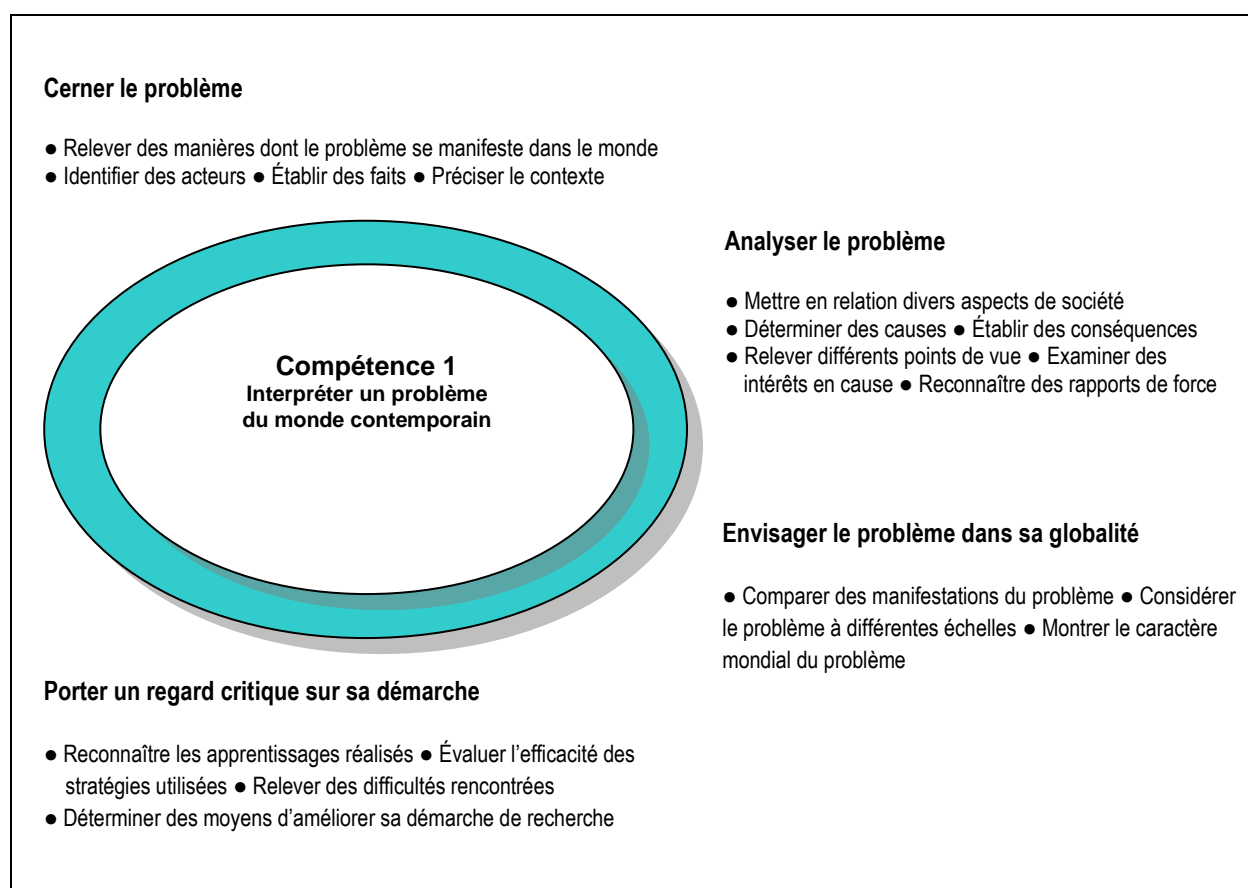 Cerner le problème
● Relever des manières dont le problème se manifeste dans le monde
● Identifier des acteurs ● Établir des faits ● Préciser le contexte
Analyser le problème
● Mettre en relation divers aspects de société
● Déterminer des causes ● Établir des conséquences
● Relever différents points de vue ● Examiner des
intérêts en cause ● Reconnaître des rapports de force
Compétence 1
Interpréter un problème
du monde contemporain
Envisager le problème dans sa globalité
● Comparer des manifestations du problème ● Considérer
le problème à différentes échelles ● Montrer le caractère
mondial du problème
Porter un regard critique sur sa démarche
● Reconnaître les apprentissages réalisés ● Évaluer l’efficacité des
stratégies utilisées ● Relever des difficultés rencontrées
● Déterminer des moyens d’améliorer sa démarche de recherche